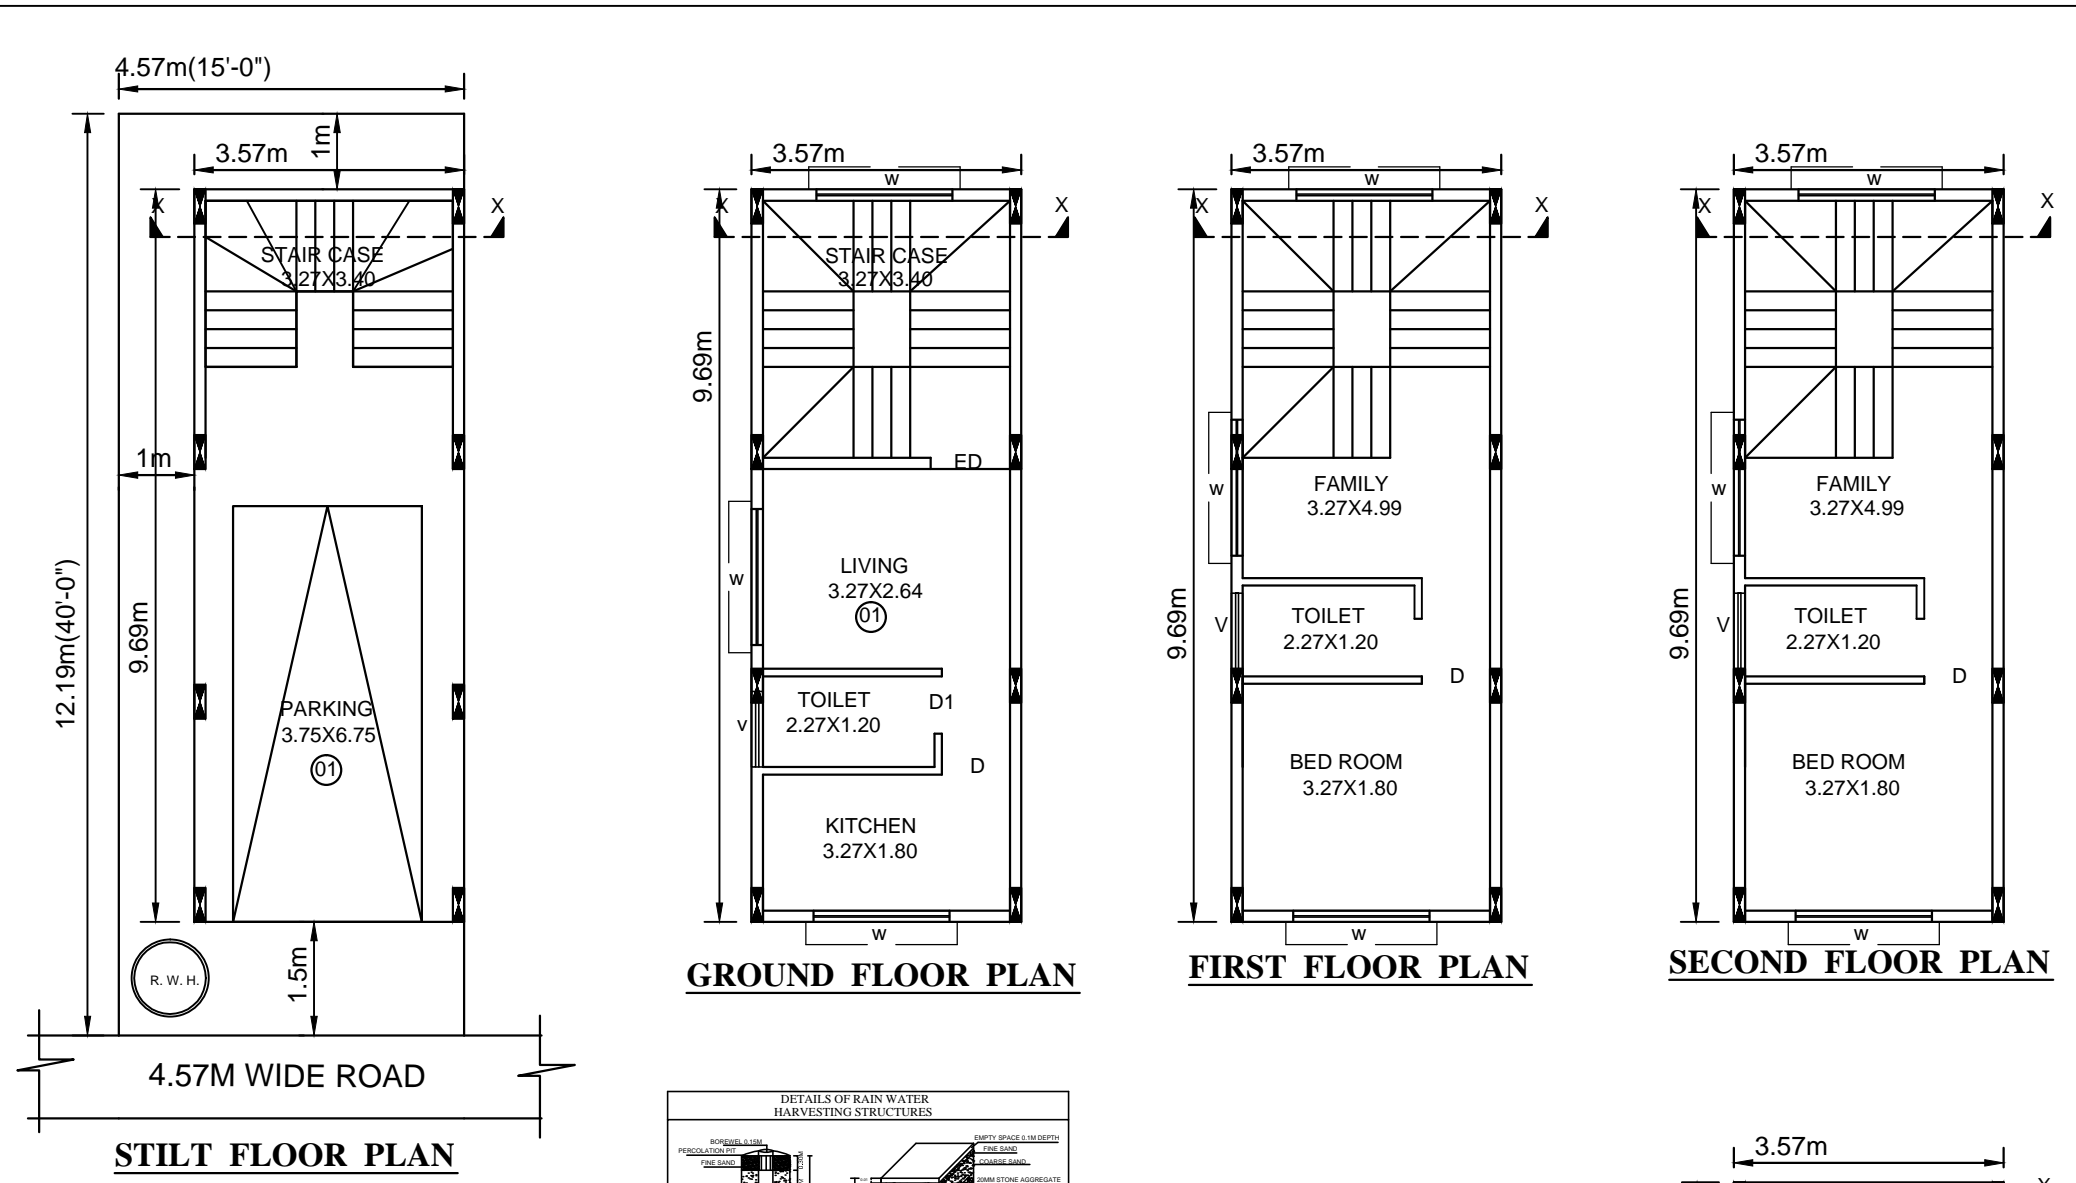 4.57m(15'-0")
1m
3.57m
X
X
STAIR CASE
3.27X3.40
1m
12.19m(40'-0")
9.69m
PARKING
3.75X6.75
01
R. W. H.
1.5m
4.57M WIDE ROAD
STILT FLOOR PLAN
3.57m
w
X
X
STAIR CASE
3.27X3.40
9.69m
ED
w
LIVING
3.27X2.64
01
TOILET
2.27X1.20
D1
v
D
KITCHEN
3.27X1.80
w
GROUND FLOOR PLAN
3.57m
w
X
X
FAMILY
3.27X4.99
w
9.69m
V
TOILET
2.27X1.20
D
BED ROOM
3.27X1.80
w
FIRST FLOOR PLAN
3.57m
w
X
X
FAMILY
3.27X4.99
w
9.69m
V
TOILET
2.27X1.20
D
BED ROOM
3.27X1.80
w
SECOND FLOOR PLAN
DETAILS OF RAIN WATER
HARVESTING STRUCTURES
BOREWEL 0.15M
PERCOLATION PIT
FINE SAND
EMPTY SPACE 0.1M DEPTH
FINE SAND
COARSE SAND
20MM STONE AGGREGATE
3.57m
X